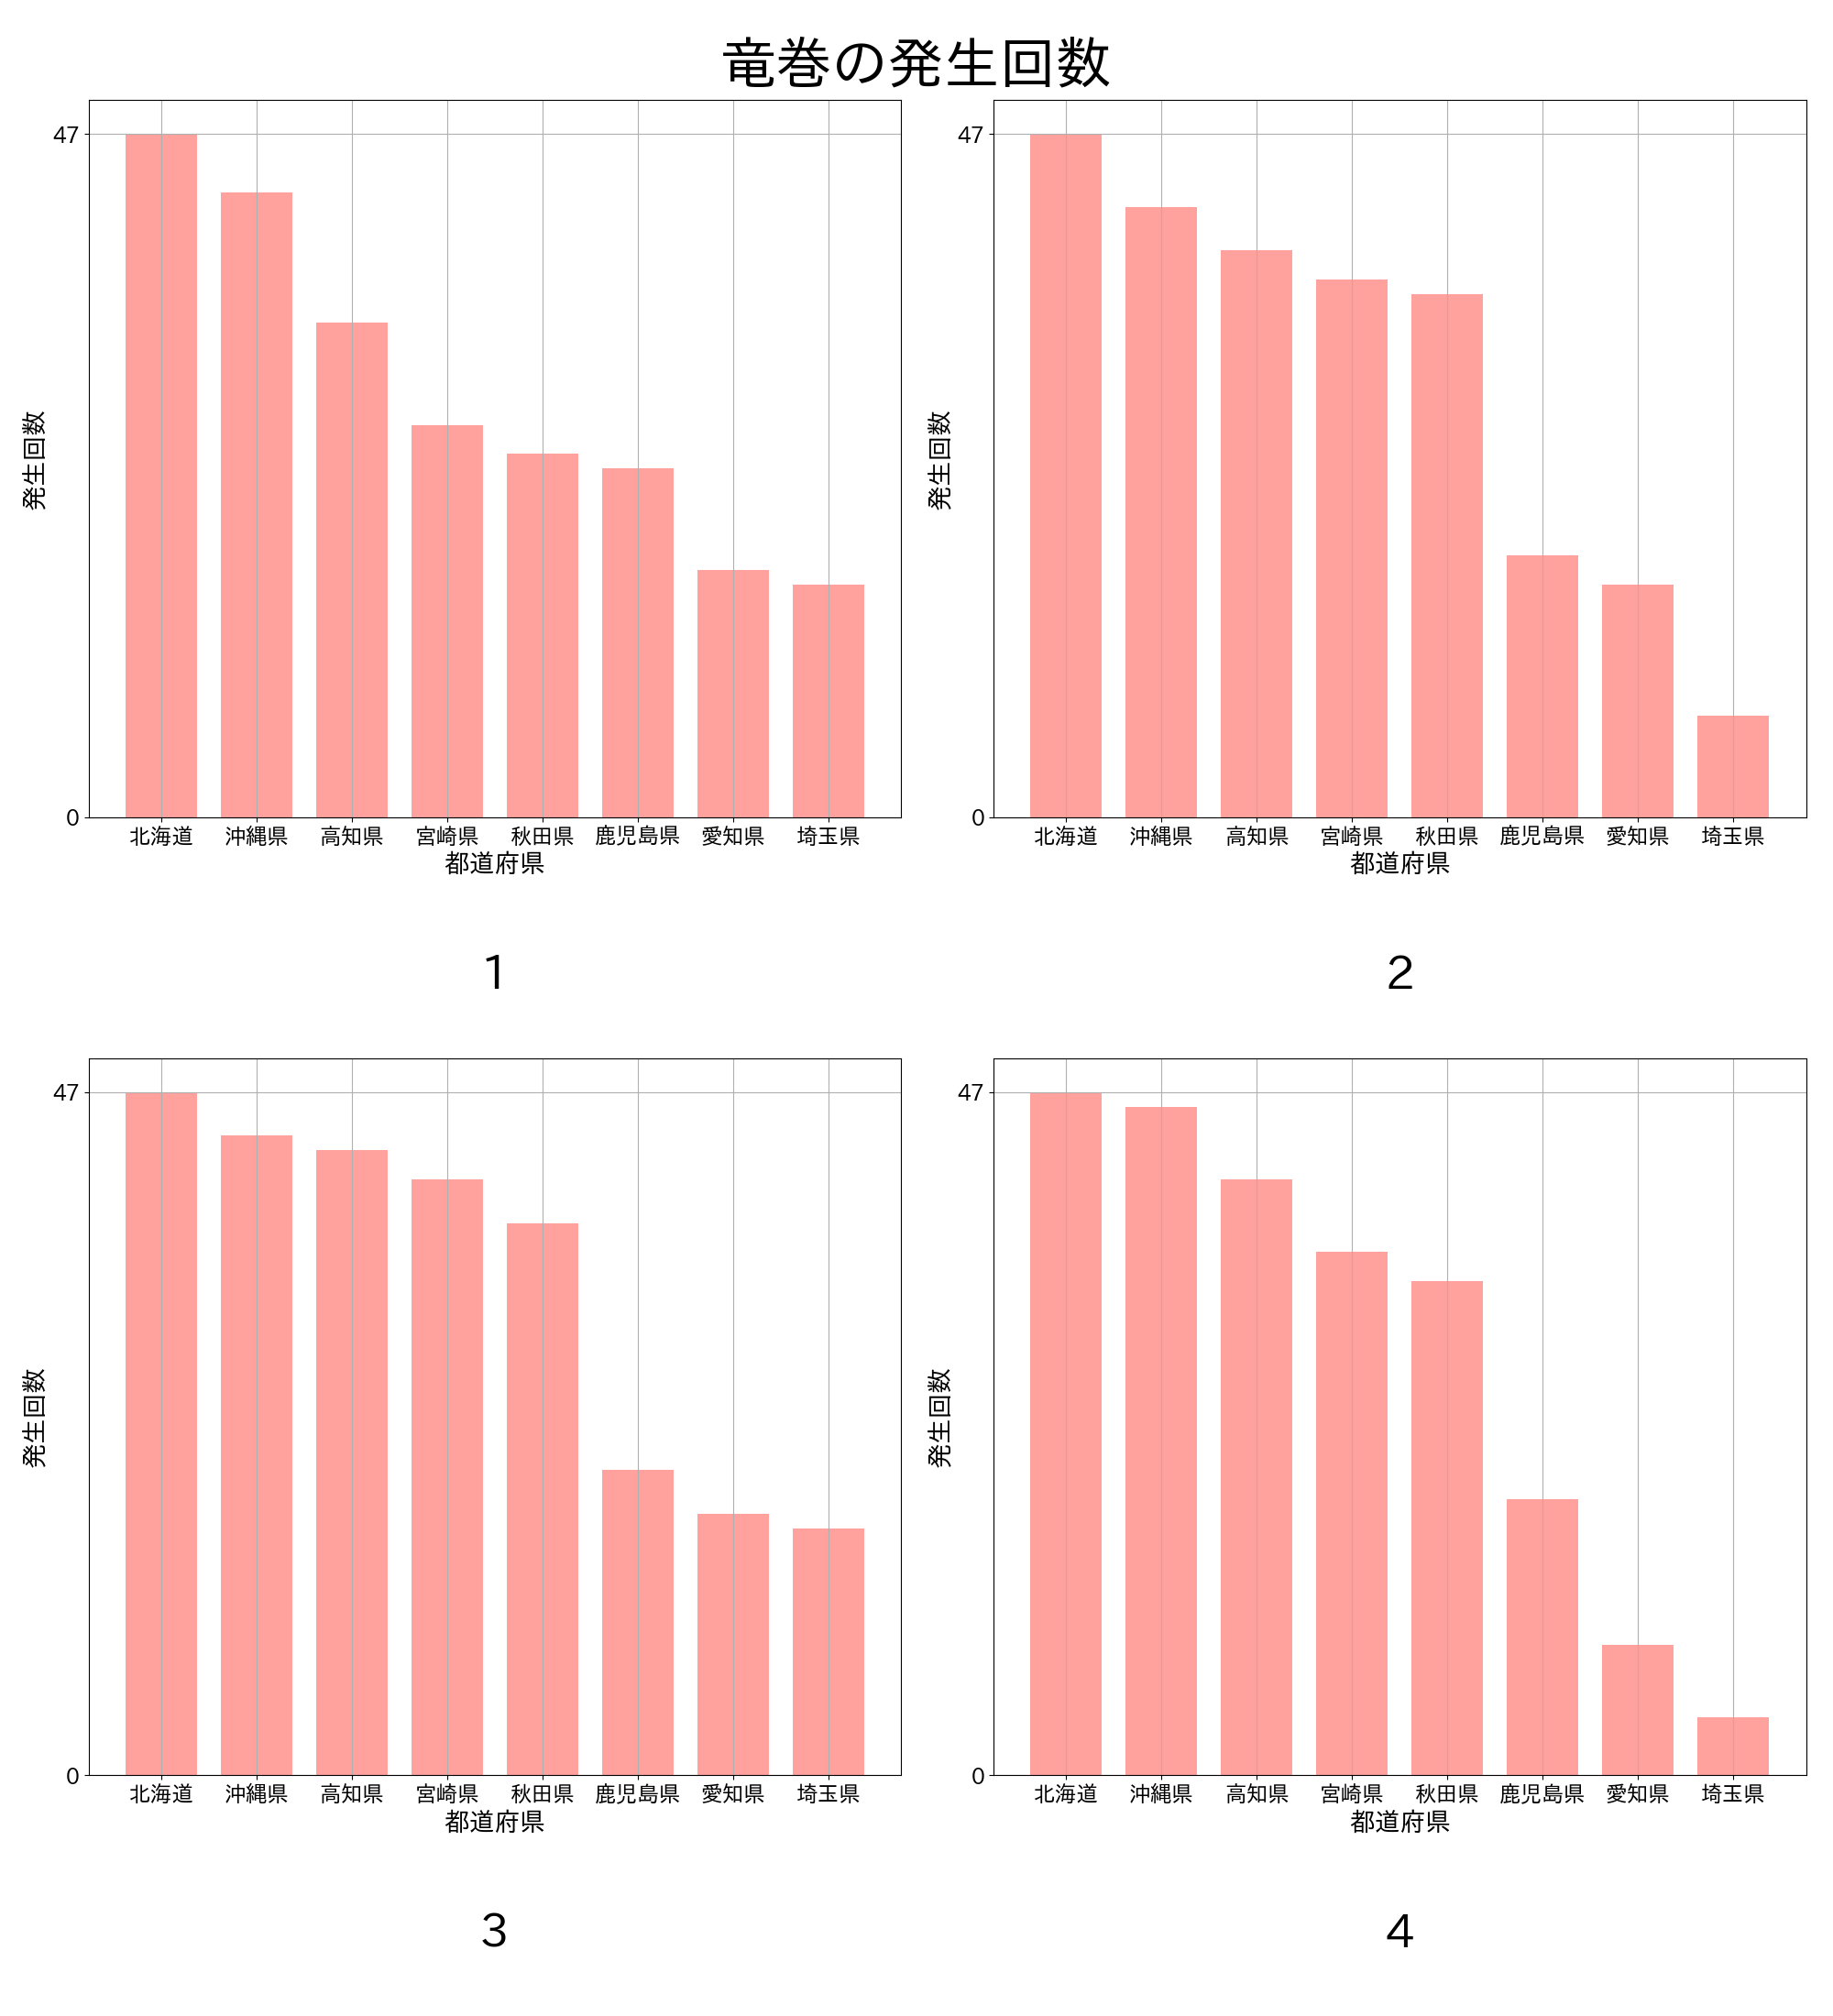 竜巻の発生回数
47
0
発生回数
北海道 沖縄県 高知県 宮崎県 秋田県 鹿児島県 愛知県 埼玉県
都道府県
1
47
0
発生回数
北海道 沖縄県 高知県 宮崎県 秋田県 鹿児島県 愛知県 埼玉県
都道府県
2
47
0
発生回数
北海道 沖縄県 高知県 宮崎県 秋田県 鹿児島県 愛知県 埼玉県
都道府県
3
47
0
発生回数
北海道 沖縄県 高知県 宮崎県 秋田県 鹿児島県 愛知県 埼玉県
都道府県
4